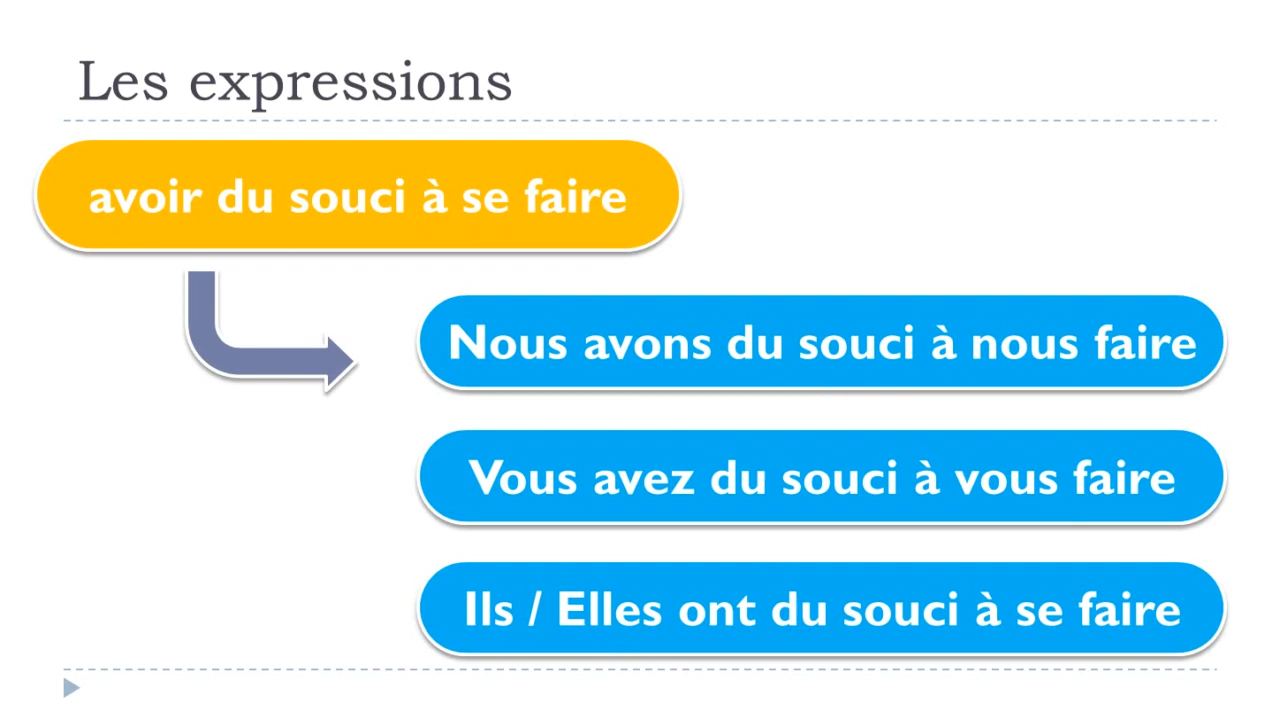 Les expressions
avoir du souci à se faire
Nous avons du souci à nous faire
Vous avez du souci à vous faire
Ils / Elles ont du souci à se faire